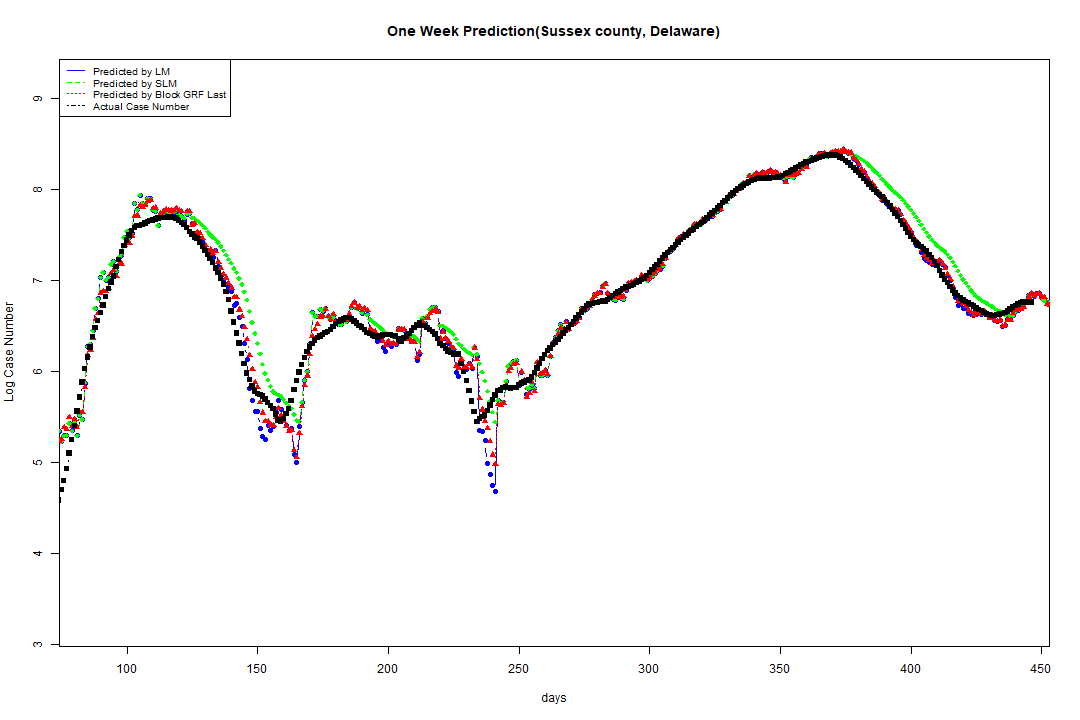 One Week Prediction(Sussex county, Delaware)
Predicted by LM
Predicted by SLM
Predicted by Block GRF Last
Actual Case Number
Log Case Number
9
8
7
6
5
4
3
100 150 200 250 300 350 400 450
days